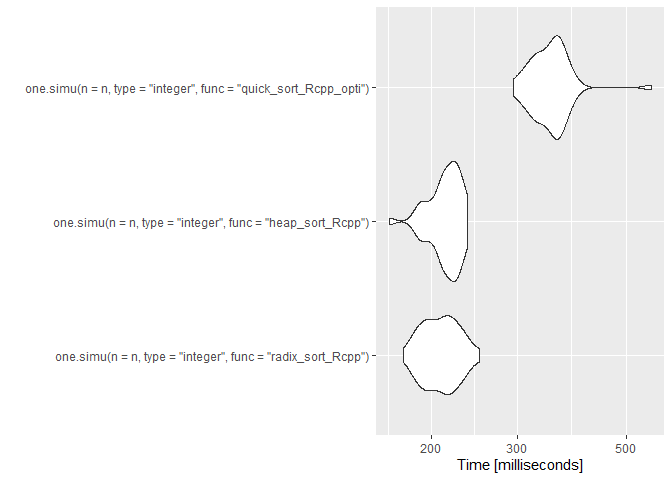 one.simu(n = n, type = "integer", func = "quick_sort_Rcpp_opti")
one.simu(n = n, type = "integer", func = "heap_sort_Rcpp")
one.simu(n = n, type = "integer", func = "radix_sort_Rcpp")
200 300 500
Time [milliseconds]